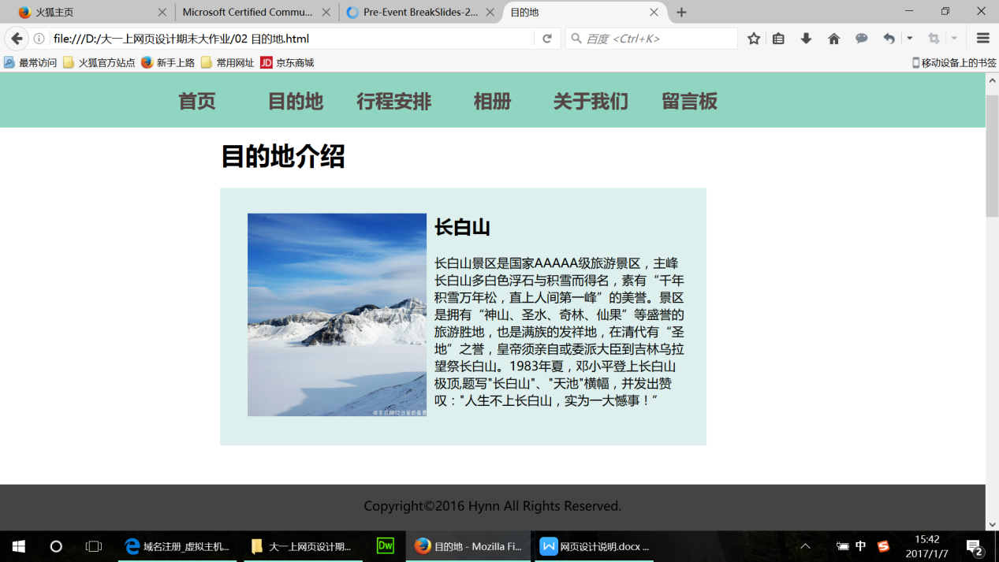 火狐主页
Microsoft Certified Commu...
Pre-Event BreakSlides-2...
目的地
file:///D:/大一上网页设计期末大作业/02 目的地.html
百度 <Ctrl+K>
最常访问 火狐官方站点 新手上路 常用网址 JD 京东商城
移动设备上的书签
首页 目的地 行程安排 相册 关于我们 留言板
目的地介绍
长白山
长白山景区是国家AAAAA级旅游景区，主峰
长白山多白色浮石与积雪而得名，素有“千年
积雪万年松，直上人间第一峰”的美誉。景区
是拥有“神山、圣水、奇林、仙果”等盛誉的
旅游胜地，也是满族的发祥地，在清代有“圣
地”之誉，皇帝须亲自或委派大臣到吉林乌拉
望祭长白山。1983年夏，邓小平登上长白山
极顶,题写"长白山"、"天池"横幅，并发出赞
叹："人生不上长白山，实为一大憾事！”
Copyright©2016 Hynn All Rights Reserved.
域名注册_虚拟主机...
大一上网页设计期...
Dw
目的地 - Mozilla Fi...
网页设计说明.docx ...
中
15:42
2017/1/7
2